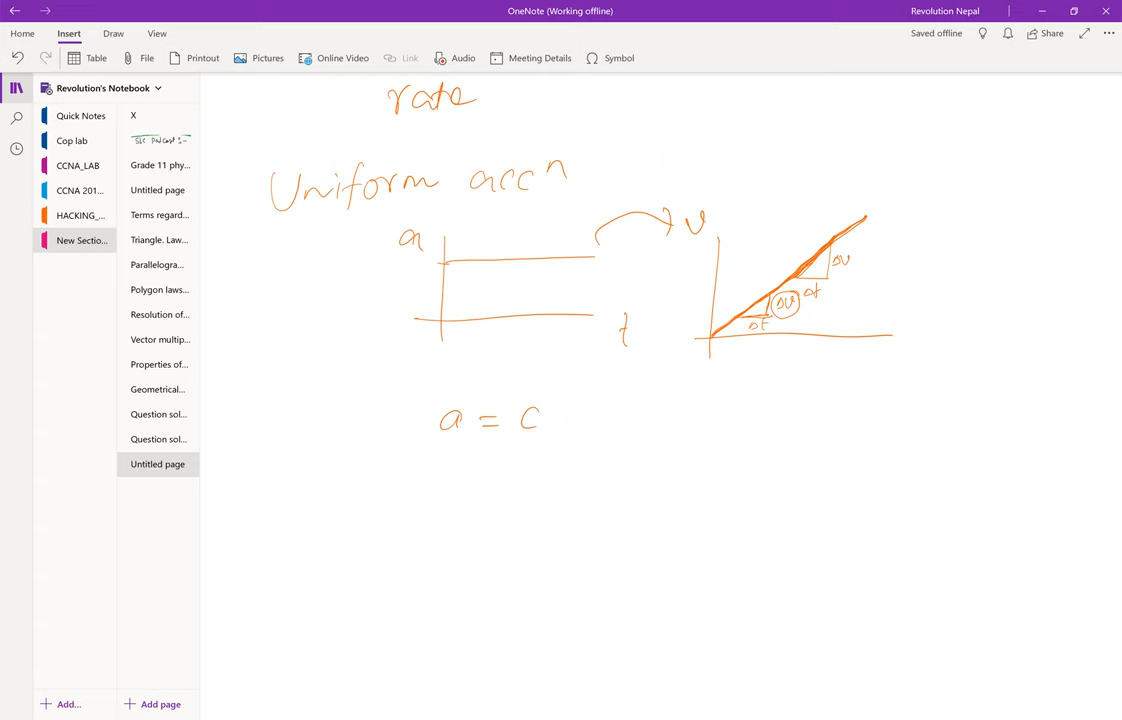 OneNote (Working offline)
Revolution Nepal
Home Insert Draw View
Saved offline
Share
Table File Printout Pictures Online Video Link Audio Meeting Details Symbol
Revolution's Notebook
Quick Notes
Cop lab
CCNA_LAB
CCNA 201...
HACKING_...
New Sectio...
X
Grade 11 phy...
Untitled page
Terms regard...
Triangle. Law...
Parallelogra...
Polygon laws...
Resolution of...
Vector multip...
Properties of...
Geometrical...
Question sol...
Question sol...
Untitled page
Add...
Add page
rate
Uniform accⁿ
a
t
v
Δv
Δt
Δv
Δt
a = c